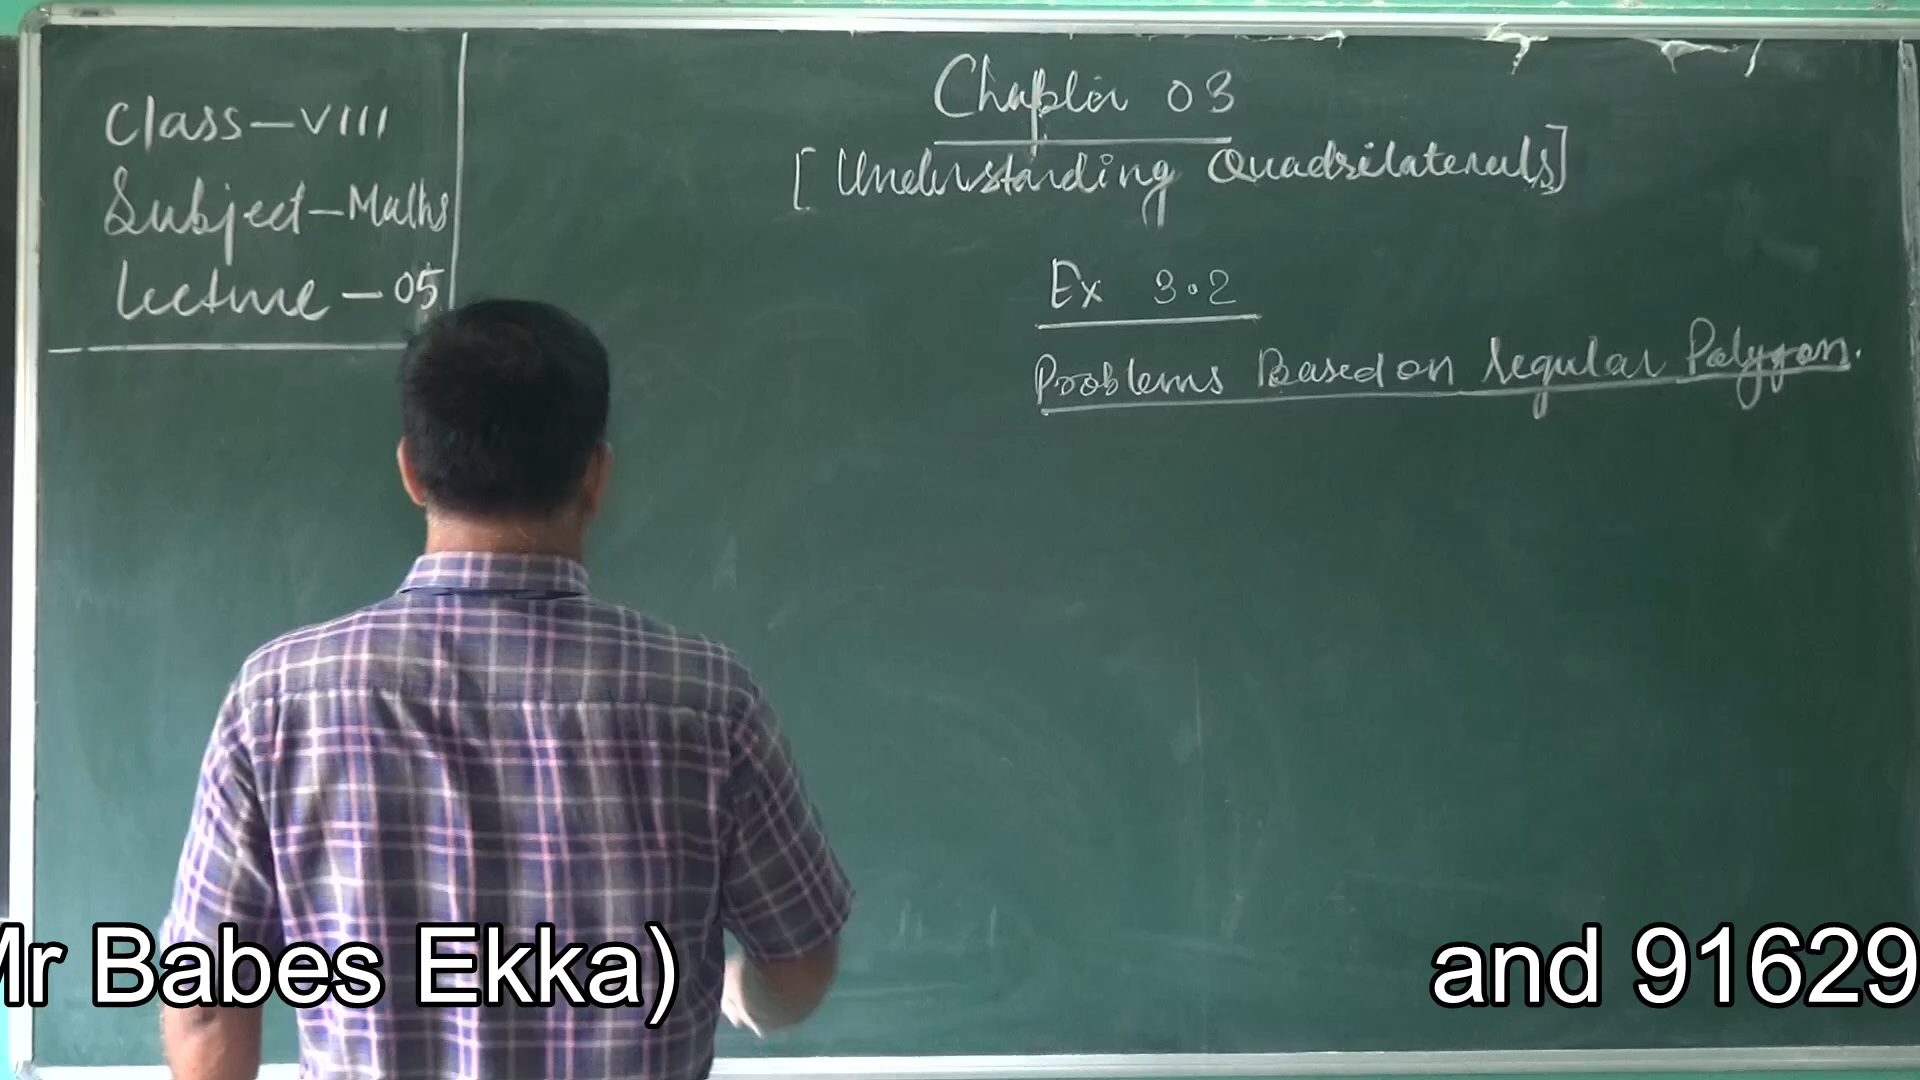 Class-VIII
Subject-Maths
Lecture-05
Chapter 03
[Understanding Quadrilaterals]
Ex 3.2
Problems Based on regular Polygon.
Mr Babes Ekka) and 91629